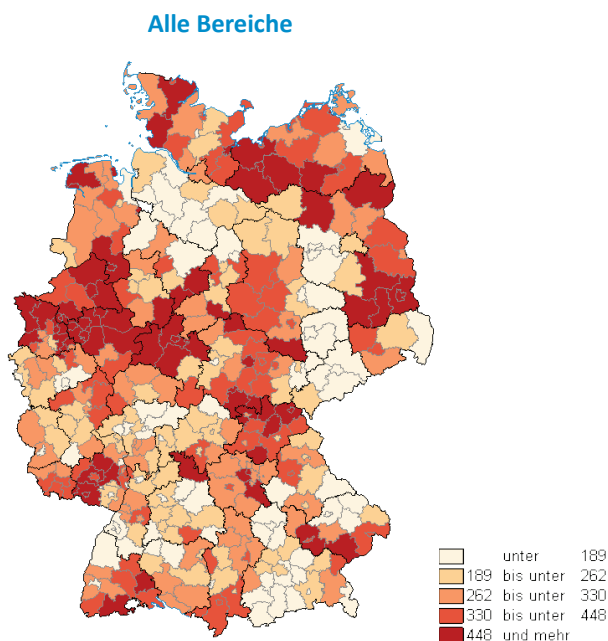 Alle Bereiche
unter 189
189 bis unter 262
262 bis unter 330
330 bis unter 448
448 und mehr